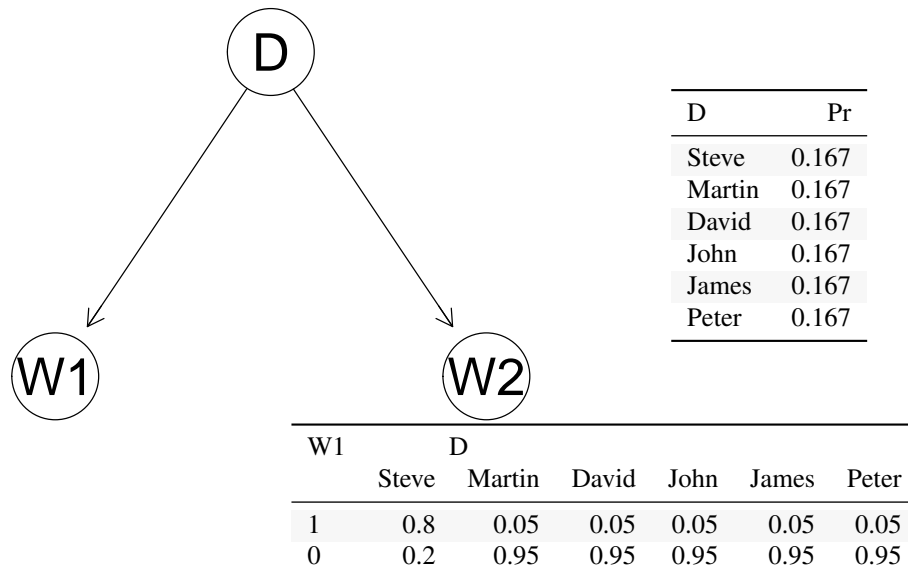 D
D Pr
Steve 0.167
Martin 0.167
David 0.167
John 0.167
James 0.167
Peter 0.167
W1 W2
W1 D
Steve Martin David John James Peter
1 0.8 0.05 0.05 0.05 0.05 0.05
0 0.2 0.95 0.95 0.95 0.95 0.95